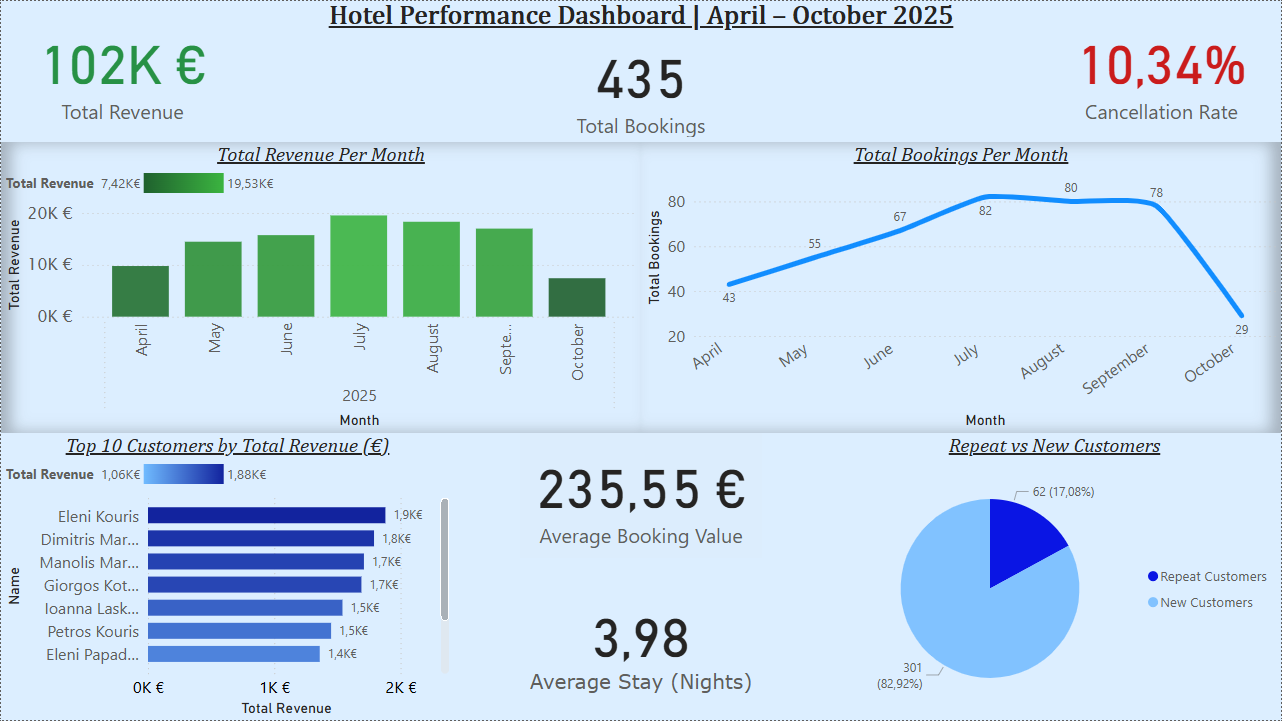 Hotel Performance Dashboard | April – October 2025
102K €
Total Revenue
435
Total Bookings
10,34%
Cancellation Rate
Total Revenue Per Month
Total Revenue 7,42K€ 19,53K€
Total Revenue
20K €
10K €
0K €
April
May
June
July
August
Septe...
October
2025
Month
Total Bookings Per Month
Total Bookings
80
60
40
20
43
55
67
82
80
78
29
April
May
June
July
August
September
October
Month
Top 10 Customers by Total Revenue (€)
Total Revenue 1,06K€ 1,88K€
Name
Eleni Kouris 1,9K€
Dimitris Mar... 1,8K€
Manolis Mar... 1,7K€
Giorgos Kot... 1,7K€
Ioanna Lask... 1,5K€
Petros Kouris 1,5K€
Eleni Papad... 1,4K€
0K € 1K € 2K €
Total Revenue
235,55 €
Average Booking Value
3,98
Average Stay (Nights)
Repeat vs New Customers
62 (17,08%)
301
(82,92%)
Repeat Customers
New Customers